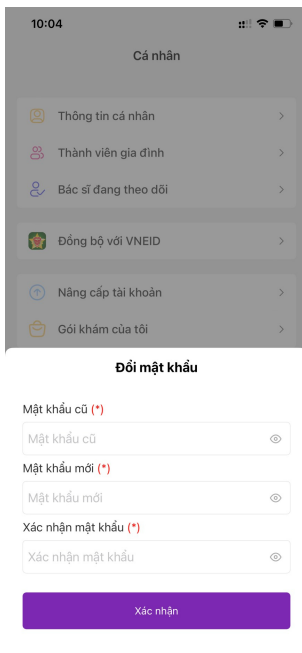 10:04
Cá nhân
Thông tin cá nhân
Thành viên gia đình
Bác sĩ đang theo dõi
Đồng bộ với VNEID
Nâng cấp tài khoản
Gói khám của tôi
Đổi mật khẩu
Mật khẩu cũ (*)
Mật khẩu cũ
Mật khẩu mới (*)
Mật khẩu mới
Xác nhận mật khẩu (*)
Xác nhận mật khẩu
Xác nhận